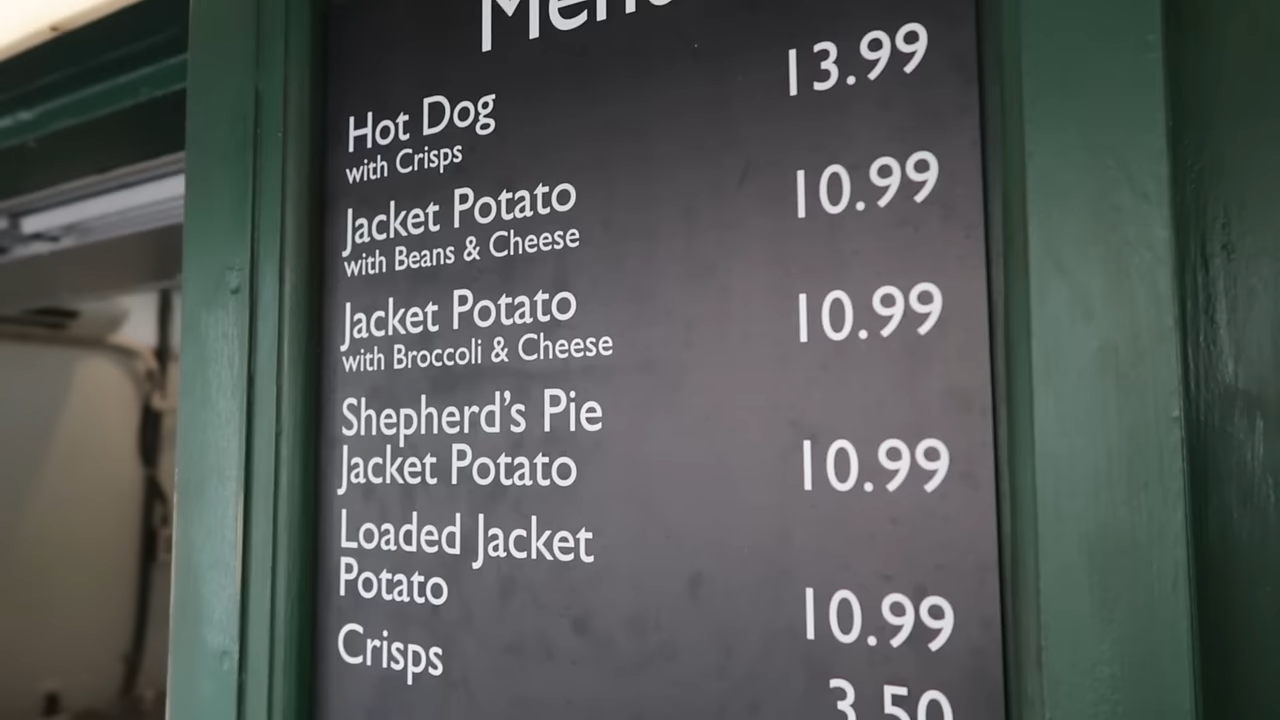 Menu
Hot Dog 13.99
with Crisps
Jacket Potato 10.99
with Beans & Cheese
Jacket Potato 10.99
with Broccoli & Cheese
Shepherd's Pie
Jacket Potato 10.99
Loaded Jacket
Potato 10.99
Crisps 3.50